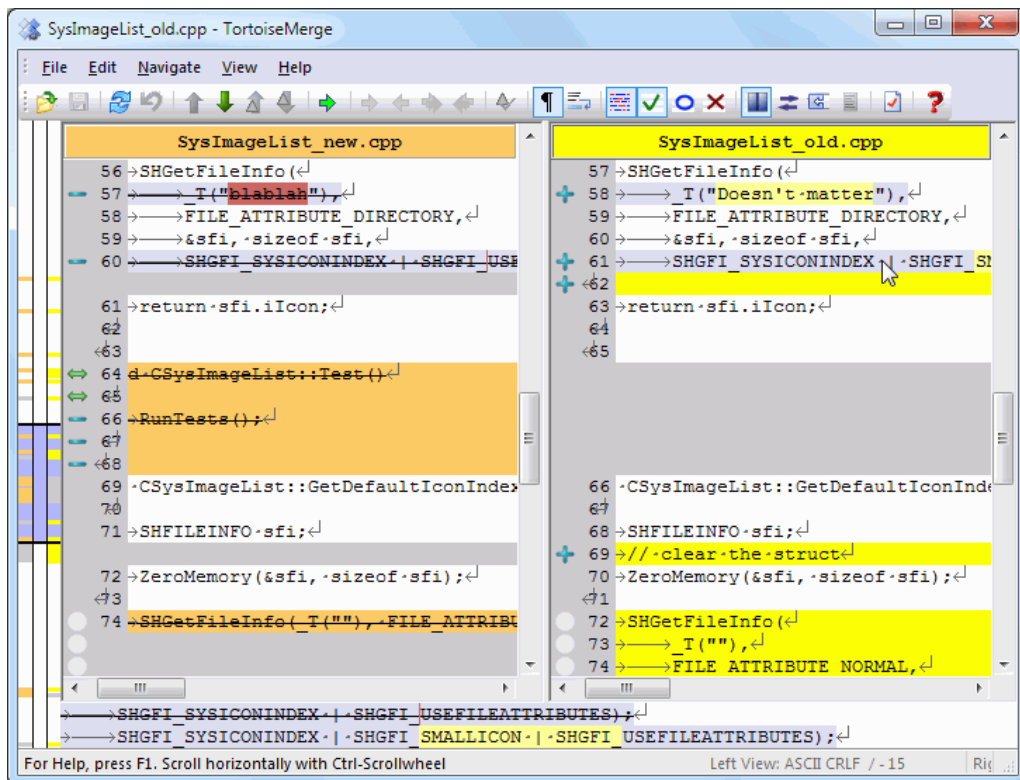 SysImageList_old.cpp - TortoiseMerge
File Edit Navigate View Help
SysImageList_new.cpp
56 SHGetFileInfo(
57 _T("blablah"),
58 FILE_ATTRIBUTE_DIRECTORY,
59 &sfi,·sizeof·sfi,
60 SHGFI_SYSICONINDEX·|·SHGFI_USE
61 return·sfi.iIcon;
62
63
64 d·CSysImageList::Test()
65
66 RunTests();
67
68
69 ·CSysImageList::GetDefaultIconIndex
70
71 SHFILEINFO·sfi;
72 ZeroMemory(&sfi,·sizeof·sfi);
73
74 SHGetFileInfo(_T(""),·FILE_ATTRIBU
SysImageList_old.cpp
57 SHGetFileInfo(
58 _T("Doesn't·matter"),
59 FILE_ATTRIBUTE_DIRECTORY,
60 &sfi,·sizeof·sfi,
61 SHGFI_SYSICONINDEX·|·SHGFI_SM
62
63 return·sfi.iIcon;
64
65
66 ·CSysImageList::GetDefaultIconInde
67
68 SHFILEINFO·sfi;
69 //·clear·the·struct
70 ZeroMemory(&sfi,·sizeof·sfi);
71
72 SHGetFileInfo(
73 _T(""),
74 FILE_ATTRIBUTE_NORMAL,
SHGFI_SYSICONINDEX·|·SHGFI_USEFILEATTRIBUTES);
SHGFI_SYSICONINDEX·|·SHGFI_SMALLICON·|·SHGFI_USEFILEATTRIBUTES);
For Help, press F1. Scroll horizontally with Ctrl-Scrollwheel
Left View: ASCII CRLF / - 15